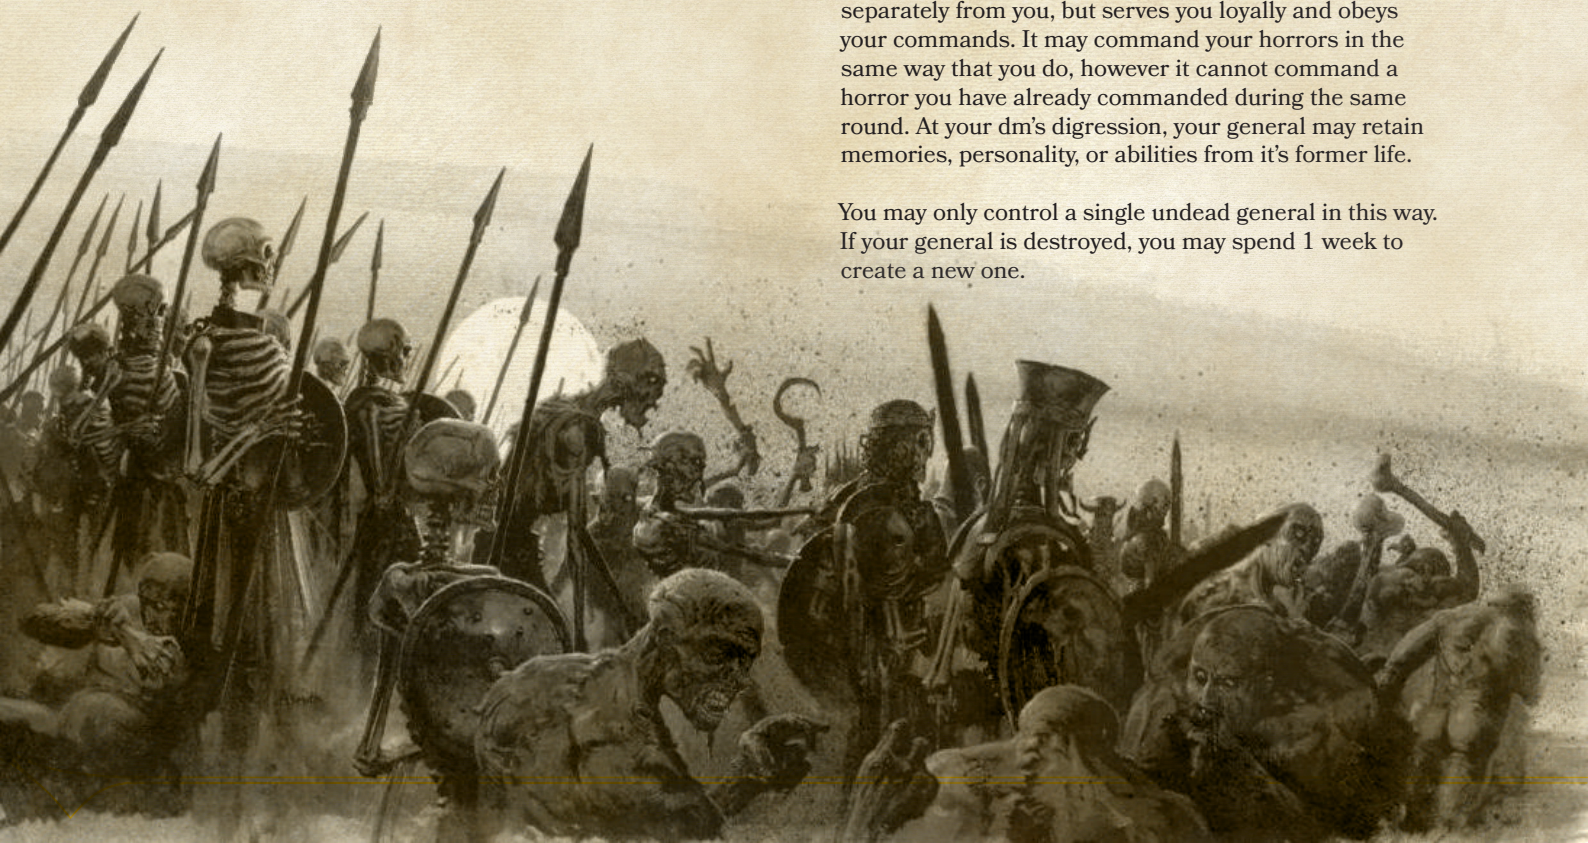 separately from you, but serves you loyally and obeys
your commands. It may command your horrors in the
same way that you do, however it cannot command a
horror you have already commanded during the same
round. At your dm's digression, your general may retain
memories, personality, or abilities from it's former life.
You may only control a single undead general in this way.
If your general is destroyed, you may spend 1 week to
create a new one.